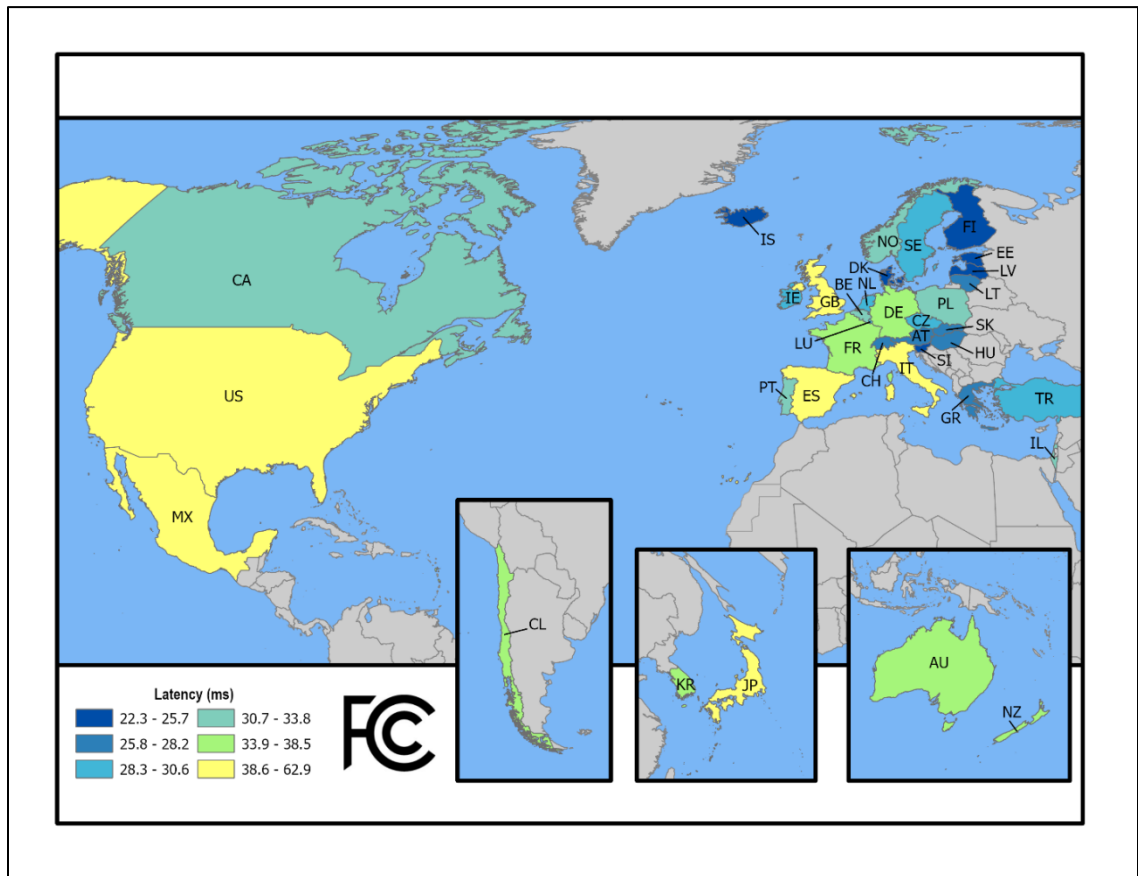 IS
FI
NO
SE
EE
DK
LV
CA
BE
NL
LT
IE
GB
DE
PL
CZ
SK
LU
AT
FR
HU
SI
CH
IT
US
PT
ES
TR
GR
IL
MX
CL
KR
JP
AU
NZ
Latency (ms)
22.3 - 25.7
30.7 - 33.8
25.8 - 28.2
33.9 - 38.5
28.3 - 30.6
38.6 - 62.9
FCC